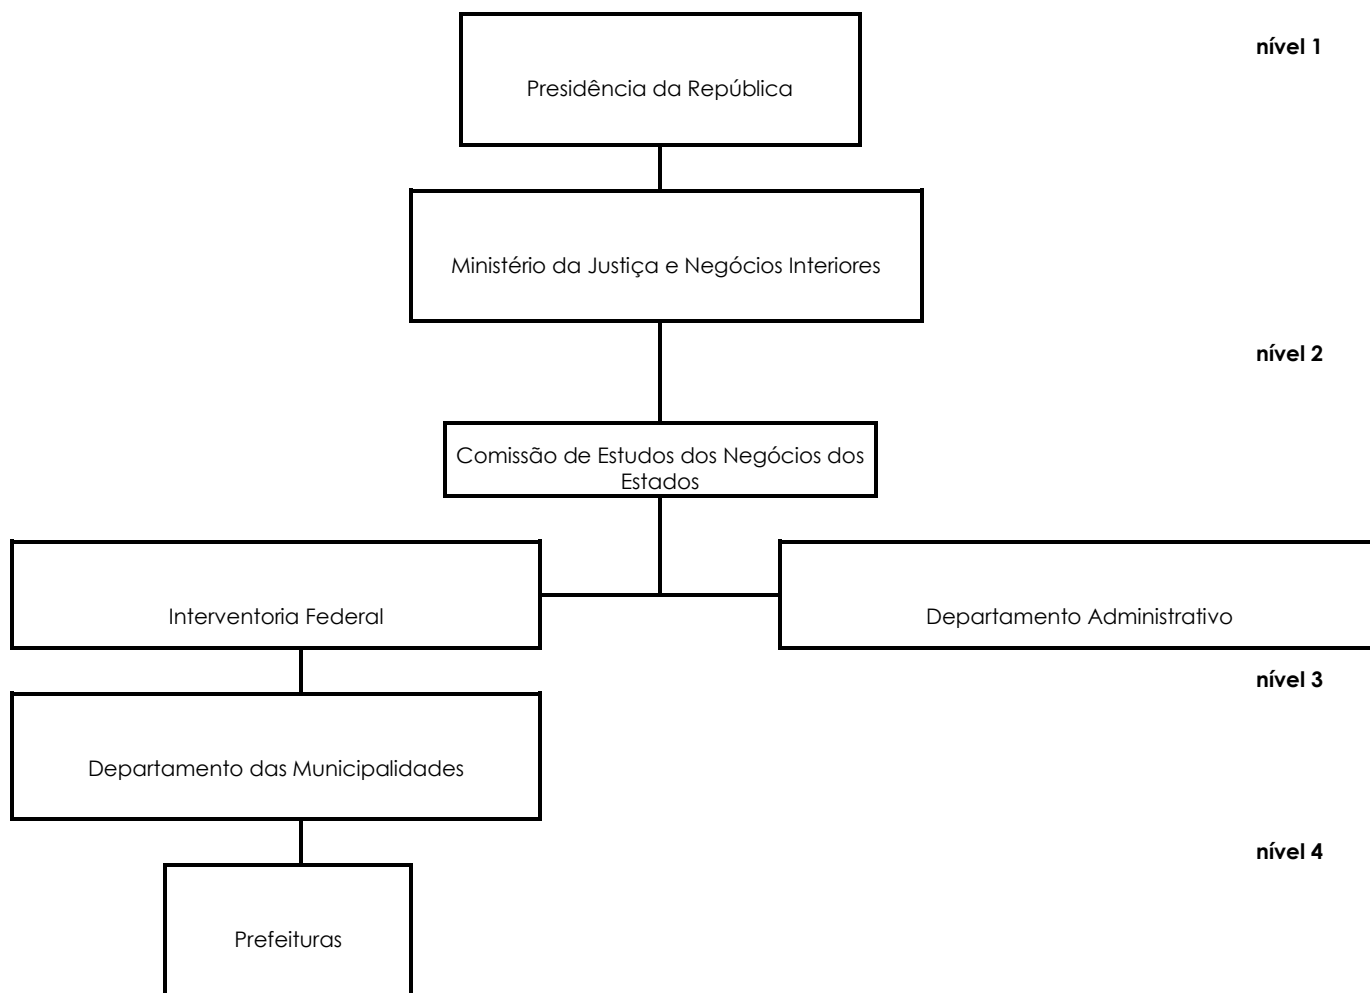 nível 1
Presidência da República
Ministério da Justiça e Negócios Interiores
nível 2
Comissão de Estudos dos Negócios dos
Estados
Interventoria Federal
Departamento Administrativo
nível 3
Departamento das Municipalidades
nível 4
Prefeituras